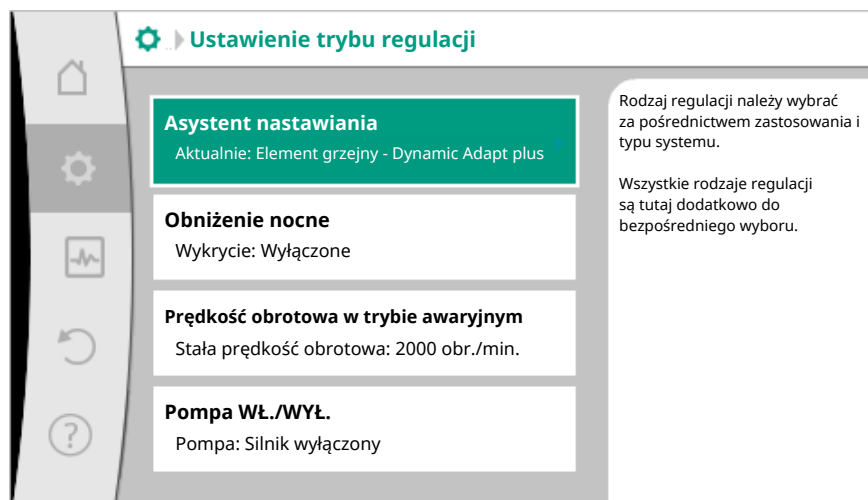 Ustawienie trybu regulacji
Asystent nastawiania
Aktualnie: Element grzejny - Dynamic Adapt plus
Obniżenie nocne
Wykrycie: Wyłączone
Prędkość obrotowa w trybie awaryjnym
Stała prędkość obrotowa: 2000 obr./min.
Pompa WŁ./WYŁ.
Pompa: Silnik wyłączony
Rodzaj regulacji należy wybrać
za pośrednictwem zastosowania i
typu systemu.
Wszystkie rodzaje regulacji
są tutaj dodatkowo do
bezpośredniego wyboru.
?